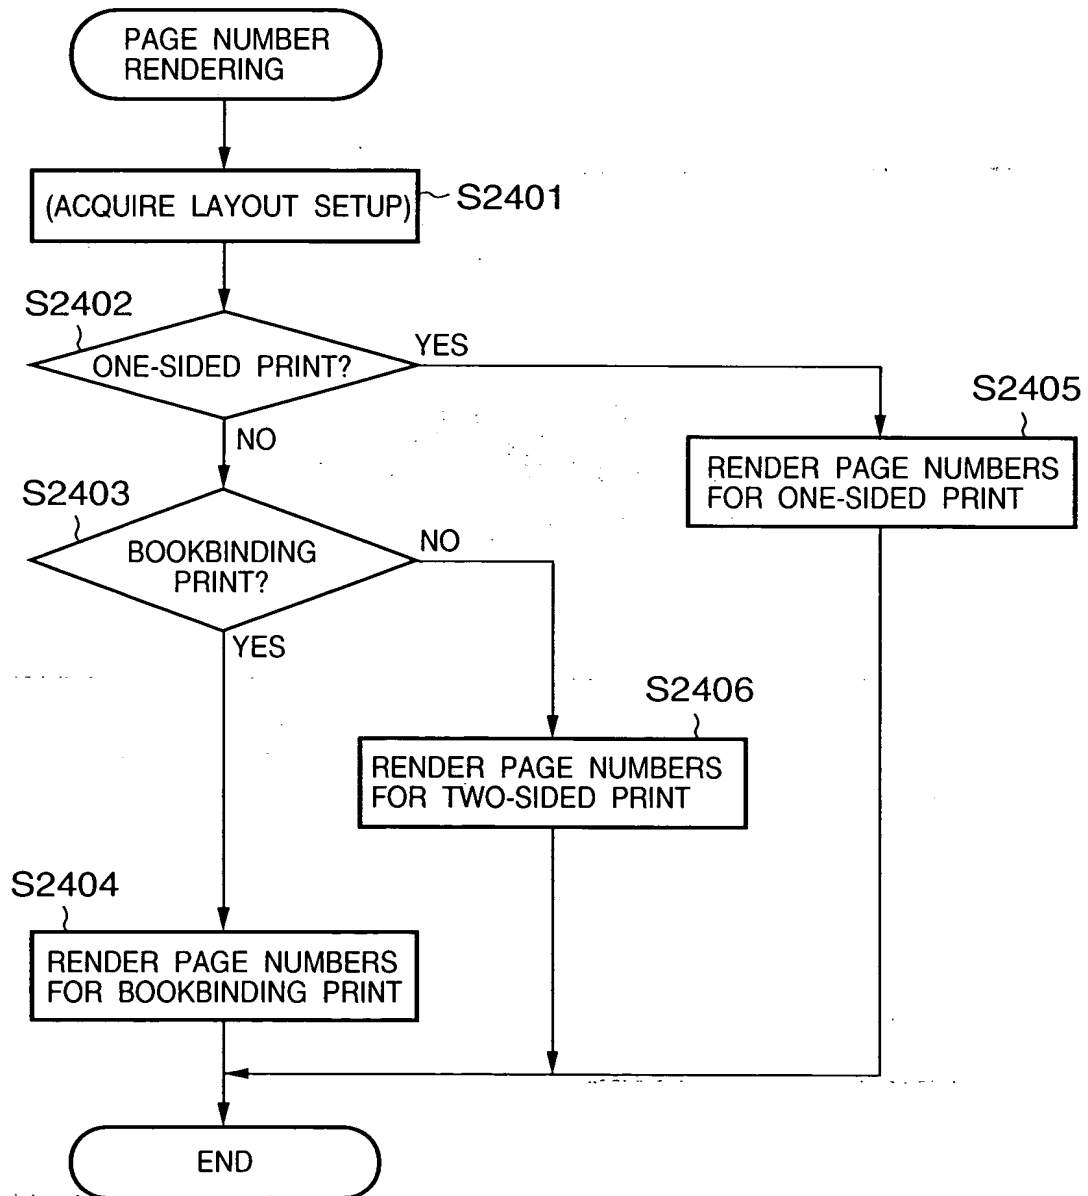 PAGE NUMBER
RENDERING
(ACQUIRE LAYOUT SETUP)
S2401
S2402
ONE-SIDED PRINT?
YES
NO
S2405
RENDER PAGE NUMBERS
FOR ONE-SIDED PRINT
S2403
BOOKBINDING
PRINT?
NO
YES
S2406
RENDER PAGE NUMBERS
FOR TWO-SIDED PRINT
S2404
RENDER PAGE NUMBERS
FOR BOOKBINDING PRINT
END